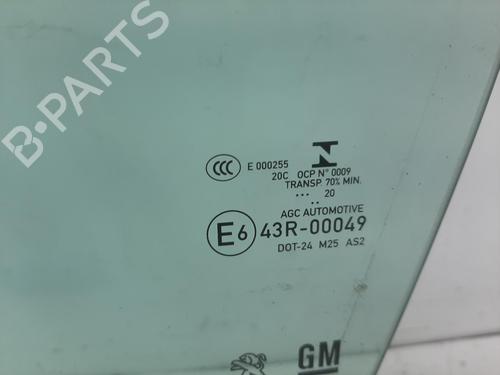 B-PARTS
CCC E 000255
20C OCP N° 0009
TRANSP 70% MIN.
... 20
..
AGC AUTOMOTIVE
E6 43R-00049
DOT-24 M25 AS2
GM